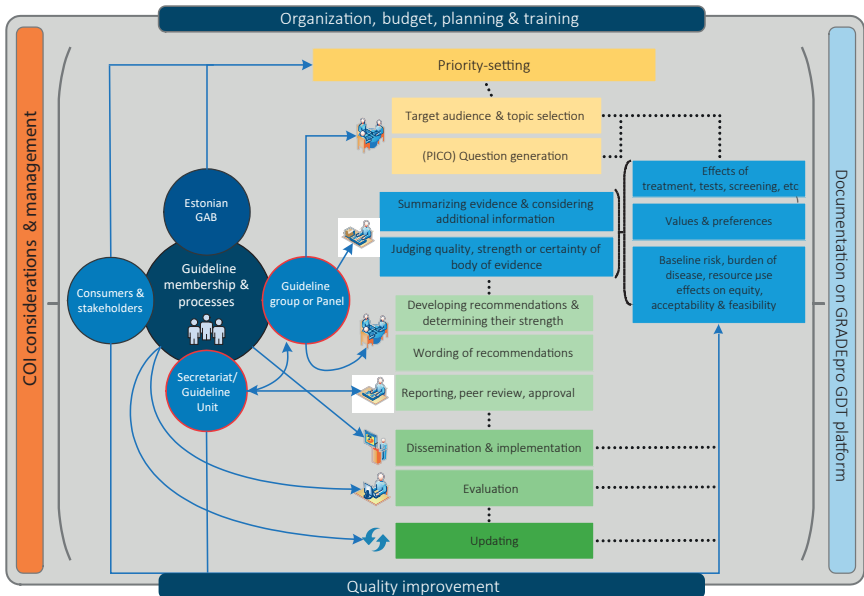 Organization, budget, planning & training
COI considerations & management
Documentation on GRADEpro GDT platform
Priority-setting
Target audience & topic selection
(PICO) Question generation
Effects of
treatment, tests, screening, etc
Estonian
GAB
Summarizing evidence & considering
additional information
Values & preferences
Judging quality, strength or certainty of
body of evidence
Baseline risk, burden of
disease, resource use
effects on equity,
acceptability & feasibility
Guideline
membership &
processes
Consumers &
stakeholders
Guideline
group or Panel
Developing recommendations &
determining their strength
Wording of recommendations
Secretariat/
Guideline
Unit
Reporting, peer review, approval
Dissemination & implementation
Evaluation
Updating
Quality improvement